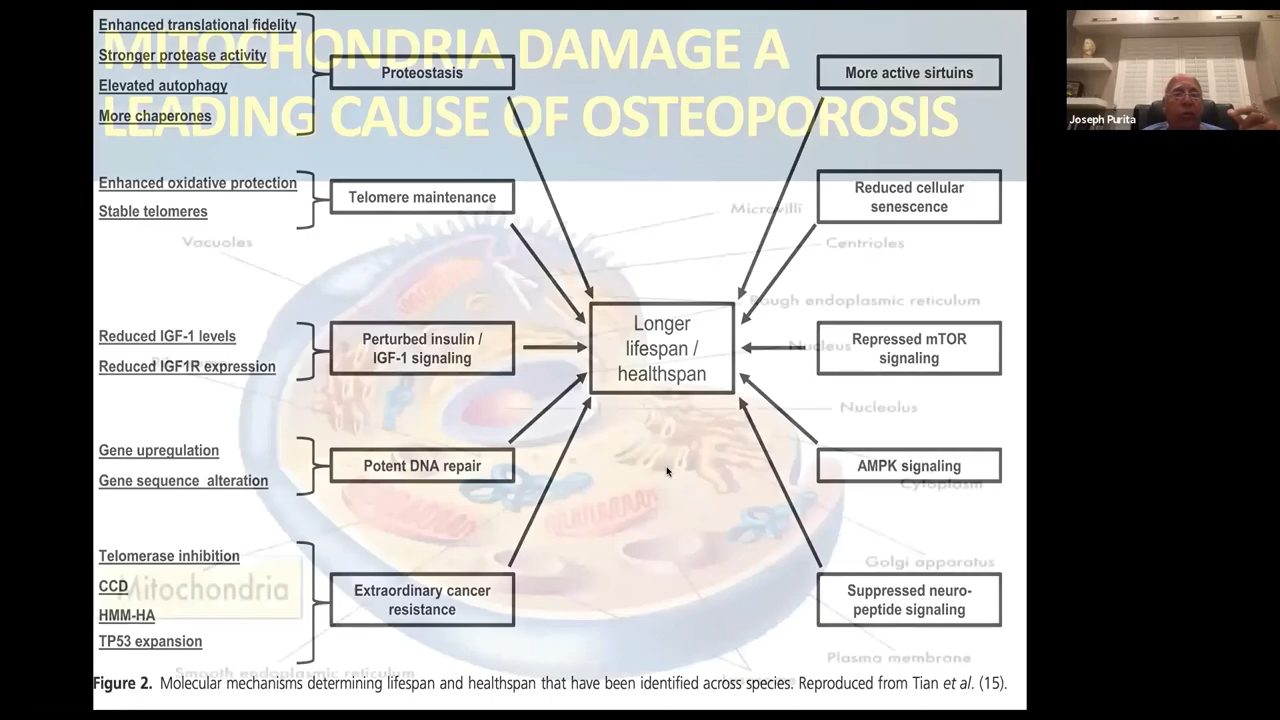 MITOCHONDRIA DAMAGE A
LEADING CAUSE OF OSTEOPOROSIS
Enhanced translational fidelity
Stronger protease activity
Elevated autophagy
More chaperones
Proteostasis
Enhanced oxidative protection
Stable telomeres
Telomere maintenance
Reduced IGF-1 levels
Reduced IGF1R expression
Perturbed insulin /
IGF-1 signaling
Gene upregulation
Gene sequence alteration
Potent DNA repair
Telomerase inhibition
CCD
HMM-HA
TP53 expansion
Extraordinary cancer
resistance
Longer
lifespan /
healthspan
More active sirtuins
Reduced cellular
senescence
Repressed mTOR
signaling
AMPK signaling
Suppressed neuro-
peptide signaling
Vacuoles
Microvilli
Centrioles
Rough endoplasmic reticulum
Nucleus
Nucleolus
Cytoplasm
Golgi apparatus
Mitochondria
Plasma membrane
Smooth endoplasmic reticulum
Figure 2. Molecular mechanisms determining lifespan and healthspan that have been identified across species. Reproduced from Tian et al. (15).
Joseph Purita